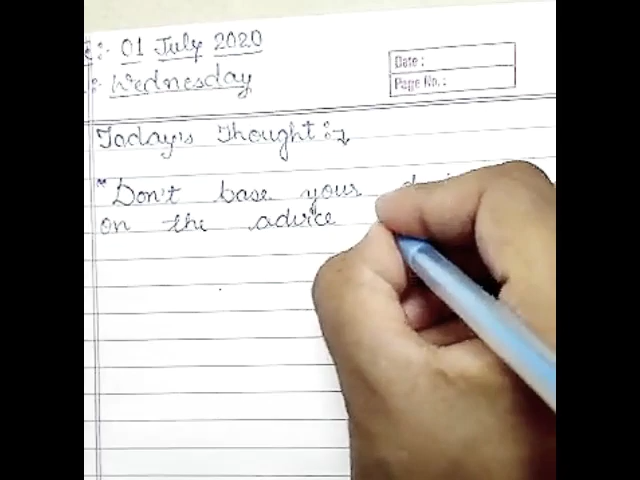 :- 01 July 2020
:- Wednesday
Date :
Page No. :
Today's Thought :-
"Don't base your
on the advice